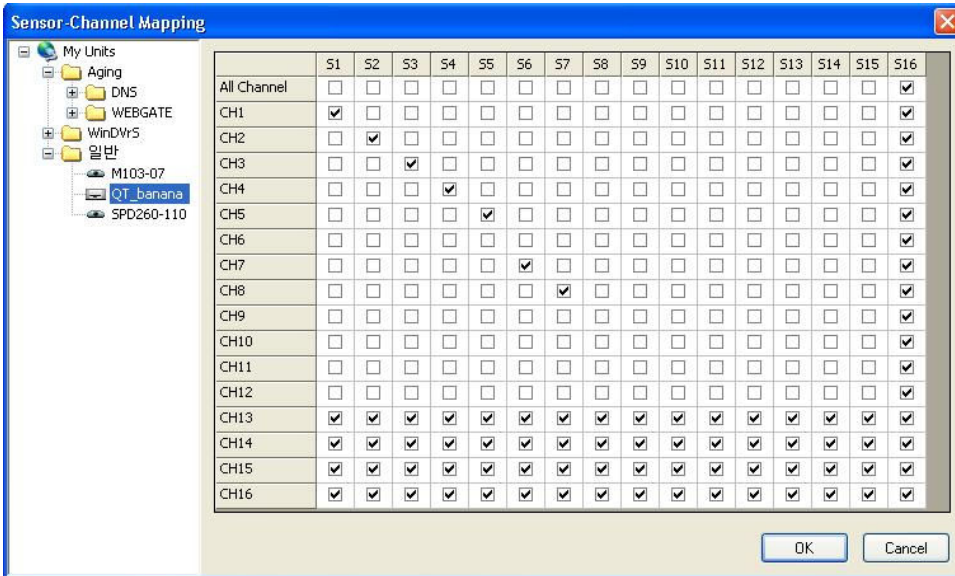 Sensor-Channel Mapping
My Units
Aging
DNS
WEBGATE
WinDVrS
일반
M103-07
QT_banana
SPD260-110
S1 S2 S3 S4 S5 S6 S7 S8 S9 S10 S11 S12 S13 S14 S15 S16
All Channel
CH1
CH2
CH3
CH4
CH5
CH6
CH7
CH8
CH9
CH10
CH11
CH12
CH13
CH14
CH15
CH16
OK Cancel